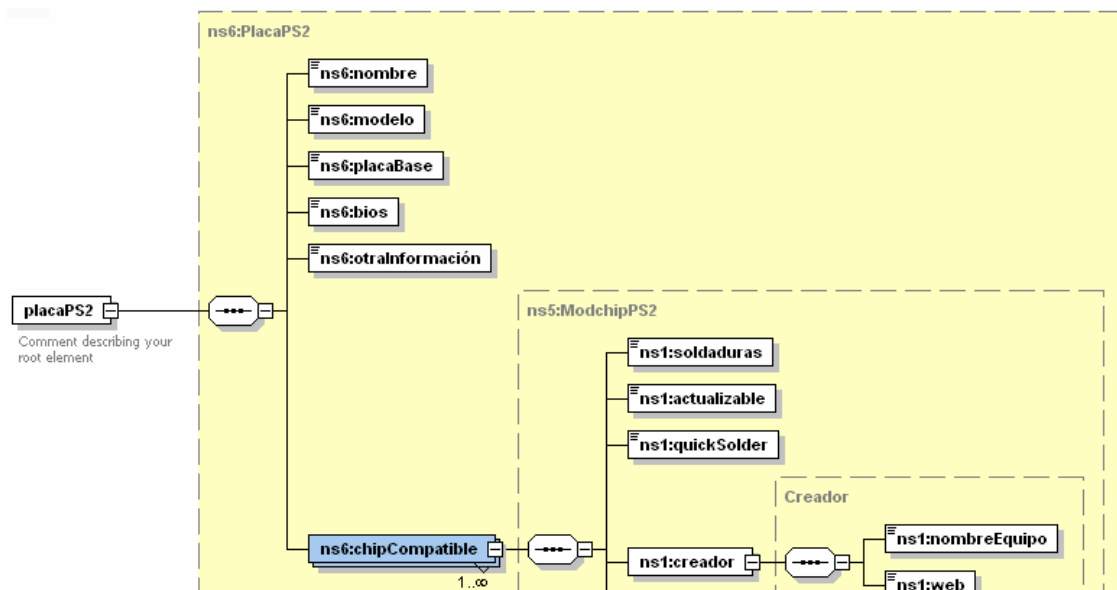 ns6:PlacaPS2
ns6:nombre
ns6:modelo
ns6:placaBase
ns6:bios
ns6:otraInformación
placaPS2
Comment describing your
root element
ns5:ModchipPS2
ns1:soldaduras
ns1:actualizable
ns1:quickSolder
Creador
ns6:chipCompatible
1..∞
ns1:creador
ns1:nombreEquipo
ns1:web